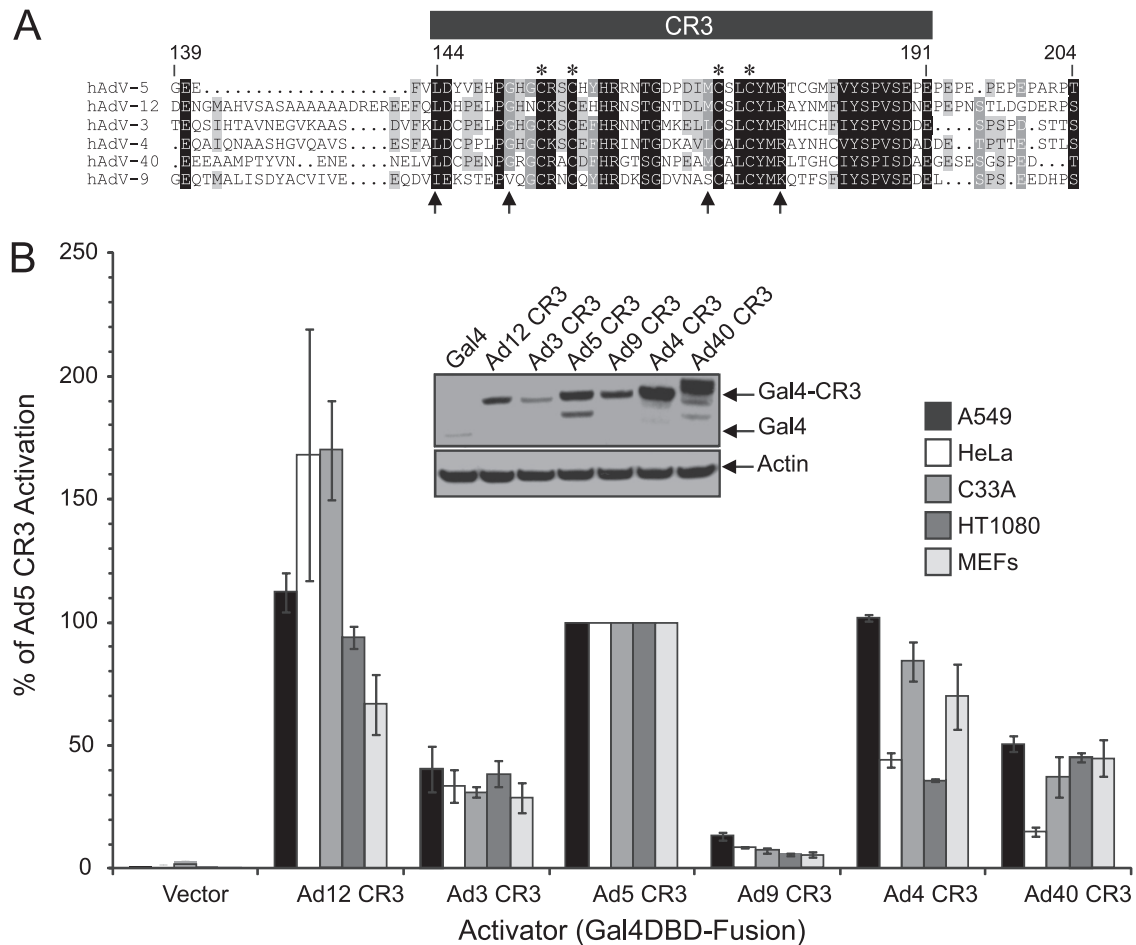 A
CR3
139 144 191 204
* * * *
hAdV-5 GE..........................FVLDYVEHPGHGCRSCHYHRRNTGDPDIMCSLCYMRTCGMFVYSPVSEPEPEPE.PEPEPARPT
hAdV-12 DENGMAHVSASAAAAAADREREEFQLDHPELPGHNCKSCEHHRNSTGNTDLMCSLCYLRAYNMFIYSPVSDNEPEPNSTLDGDERPS
hAdV-3 TEQSIHTAVNEGVKAAS....DVFKLDCPELPGHGCKSCEFHRNNTGMKELLCSLCYMRMHCHFIYSPVSDDE.....SPSPD.STTS
hAdV-4 .EQAIQNAASHGVQAAS....ESFALDCPPLPGHGCKSCEFHRINTGDKAVLCALCYMRAYNHCVYSPVSDADE....TPTTE.STLS
hAdV-40 .EEEAAMPTYVN..ENE...NELVLDCPENPGRGCRACDFHRGTSGNPEAMCALCYMRLTGHCIYSPISDAEGESESGSPED....T
hAdV-9 GEQTMALISDYACVIVE....EQDVIEKSTEPVQGCRNCQYHRDKSGDVNASCALCYMKQTFSFIYSPVSEDEL....SPS.EEDHPS
B
250
200
150
100
50
0
% of Ad5 CR3 Activation
Gal4 Ad12 CR3 Ad3 CR3 Ad5 CR3 Ad9 CR3 Ad4 CR3 Ad40 CR3
Gal4-CR3
Gal4
Actin
A549
HeLa
C33A
HT1080
MEFs
Vector Ad12 CR3 Ad3 CR3 Ad5 CR3 Ad9 CR3 Ad4 CR3 Ad40 CR3
Activator (Gal4DBD-Fusion)